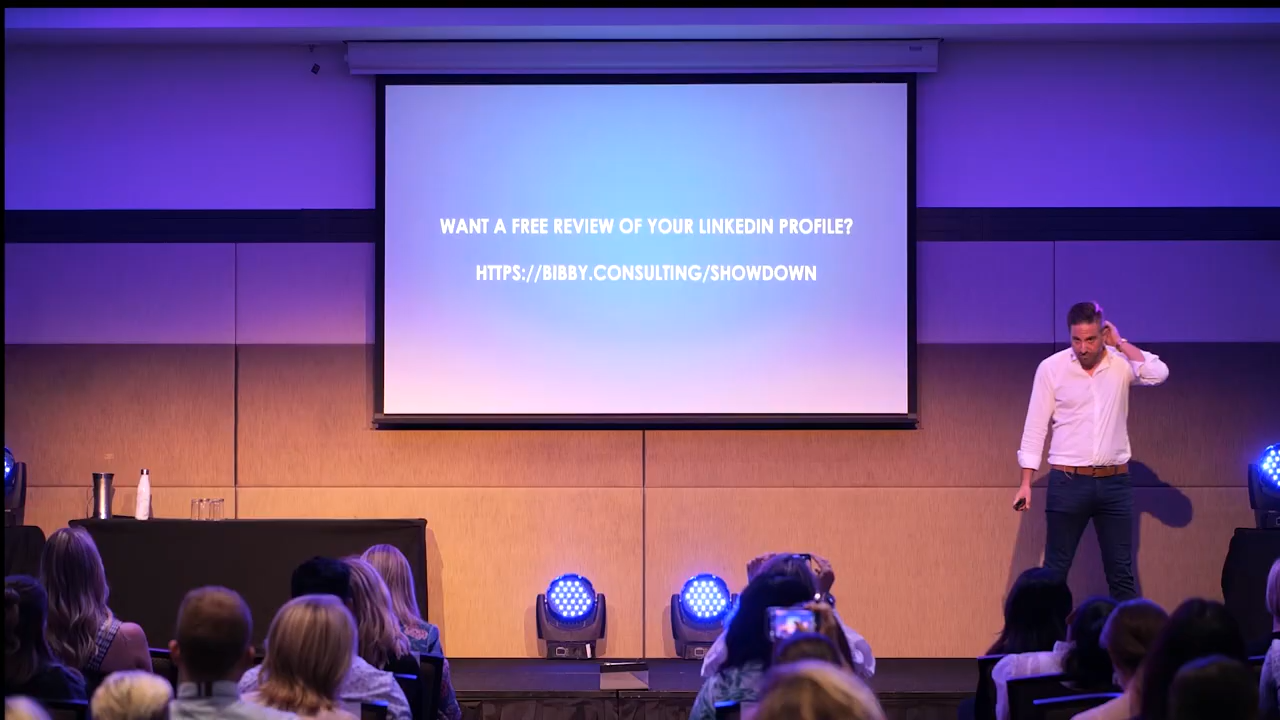 WANT A FREE REVIEW OF YOUR LINKEDIN PROFILE?
HTTPS://BIBBY.CONSULTING/SHOWDOWN